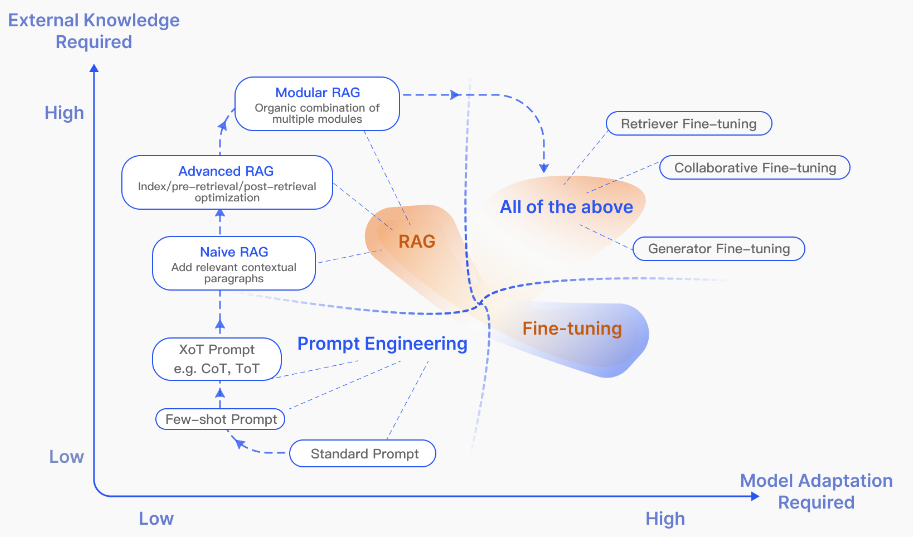 External Knowledge
Required
High
Modular RAG
Organic combination of
multiple modules
Retriever Fine-tuning
Advanced RAG
Index/pre-retrieval/post-retrieval
optimization
Collaborative Fine-tuning
All of the above
RAG
Naive RAG
Add relevant contextual
paragraphs
Generator Fine-tuning
Fine-tuning
Prompt Engineering
XoT Prompt
e.g. CoT, ToT
Few-shot Prompt
Standard Prompt
Low
Model Adaptation
Required
Low
High